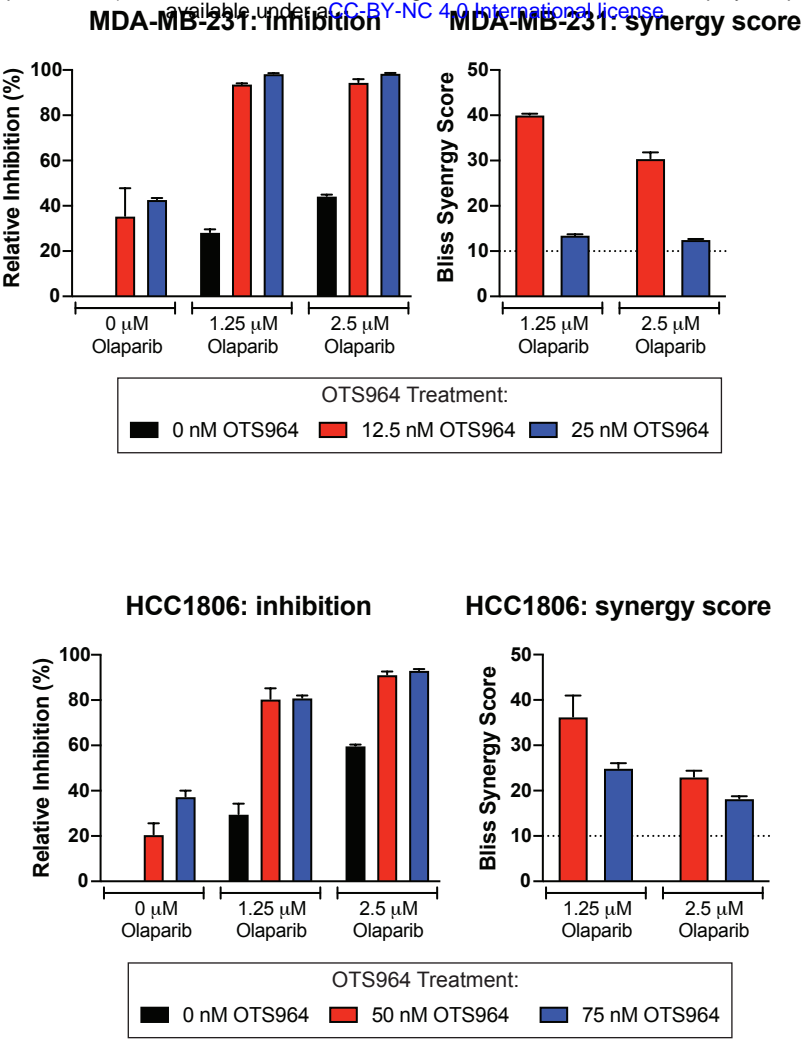 available under aCC-BY-NC 4.0 International license
MDA-MB-231: inhibition
MDA-MB-231: synergy score
Relative Inhibition (%)
100
80
60
40
20
0
0 μM
Olaparib
1.25 μM
Olaparib
2.5 μM
Olaparib
Bliss Syenrgy Score
50
40
30
20
10
0
1.25 μM
Olaparib
2.5 μM
Olaparib
OTS964 Treatment:
0 nM OTS964 12.5 nM OTS964 25 nM OTS964
HCC1806: inhibition
HCC1806: synergy score
Relative Inhibition (%)
100
80
60
40
20
0
0 μM
Olaparib
1.25 μM
Olaparib
2.5 μM
Olaparib
Bliss Synergy Score
50
40
30
20
10
0
1.25 μM
Olaparib
2.5 μM
Olaparib
OTS964 Treatment:
0 nM OTS964 50 nM OTS964 75 nM OTS964